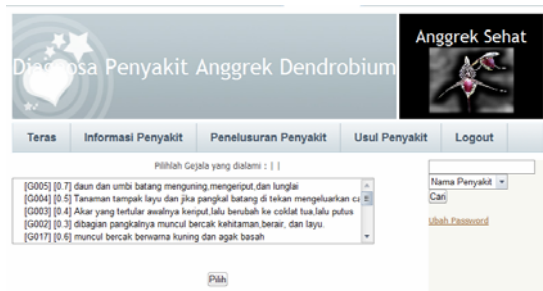 Diagnosa Penyakit Anggrek Dendrobium
Anggrek Sehat
Teras Informasi Penyakit Penelusuran Penyakit Usul Penyakit Logout
Pilihlah Gejala yang dialami : | |
[G005] [0.7] daun dan umbi batang menguning,mengeriput,dan lunglai
[G004] [0.5] Tanaman tampak layu dan jika pangkal batang di tekan mengeluarkan ca
[G003] [0.4] Akar yang tertular awalnya keriput,lalu berubah ke coklat tua,lalu putus
[G002] [0.3] dibagian pangkalnya muncul bercak kehitaman,berair, dan layu.
[G017] [0.6] muncul bercak berwarna kuning dan agak basah
Pilih
Nama Penyakit
Cari
Ubah Password